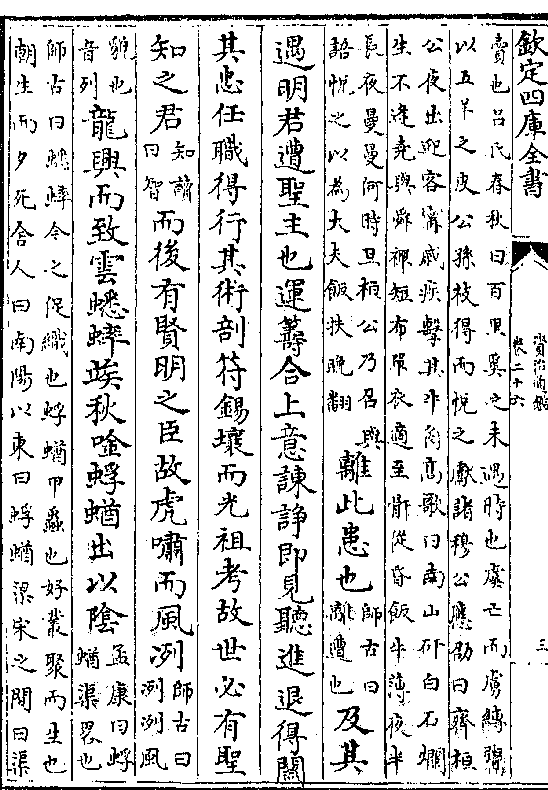 欽定四庫全書
資治通鑑
卷二十六
三
賣也呂氏春秋曰百里奚之未遇時也虞亡而虜縛鬻
以五羊之皮公孫枝得而悅之獻諸穆公應劭曰齊桓
公夜出迎客甯戚疾擊其牛角高歌曰南山矸白石爛
生不逢堯與舜禪短布單衣適至骭從昏飯牛薄夜半
長夜曼曼何時旦桓公乃召與
語悅之以為大夫飯扶晚翻
離此患也師古曰離遭也及其
遇明君遭聖主也運籌合上意諫諍即見聽進退得關
其忠任職得行其術剖符錫壤而光祖考故世必有聖
知之君知讀曰智而後有賢明之臣故虎嘯而風冽師古曰冽冽風
貌也音列龍興而致雲蟋蟀竢秋唫蜉蝤出以陰孟康曰蜉蝤渠畧也
師古曰蟋蟀今之促織也蜉蝤甲蟲也好叢聚而生也
朝生而夕死舍人曰南陽以東曰蜉蝤梁宋之間曰渠